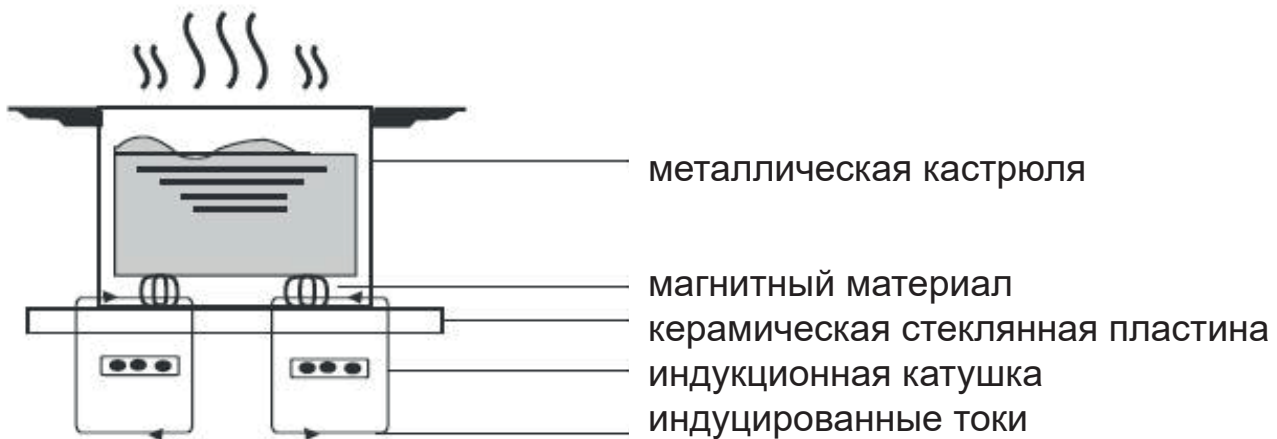 металлическая кастрюля
магнитный материал
керамическая стеклянная пластина
индукционная катушка
индуцированные токи